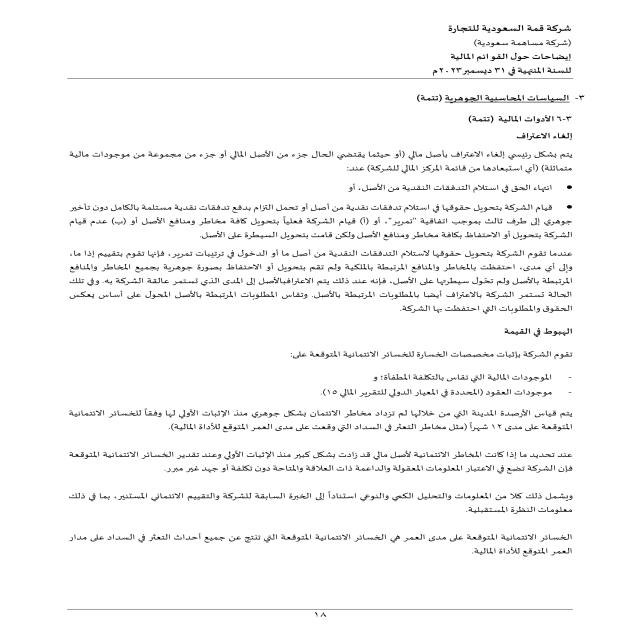 شركة قمة السعودية للتجارة
(شركة مساهمة سعودية)
إيضاحات حول القوائم المالية
للسنة المنتهية في ٣١ ديسمبر٢٠٢٣م
٣- السياسات المحاسبية الجوهرية (تتمة)
٣-٦ الأدوات المالية (تتمة)
إلغاء الاعتراف
يتم بشكل رئيسي إلغاء الاعتراف بأصل مالي (أو حيثما يقتضي الحال جزء من الأصل المالي أو جزء من مجموعة من موجودات مالية
متماثلة) (أي استبعادها من قائمة المركز المالي للشركة) عند:
• انتهاء الحق في استلام التدفقات النقدية من الأصل، أو
• قيام الشركة بتحويل حقوقها في استلام تدفقات نقدية من أصل أو تحمل التزام بدفع تدفقات نقدية مستلمة بالكامل دون تأخير
جوهري إلى طرف ثالث بموجب اتفاقية "تمرير"، أو (أ) قيام الشركة فعلياً بتحويل كافة مخاطر ومنافع الأصل أو (ب) عدم قيام
الشركة بتحويل أو الاحتفاظ بكافة مخاطر ومنافع الأصل ولكن قامت بتحويل السيطرة على الأصل.
عندما تقوم الشركة بتحويل حقوقها لاستلام التدفقات النقدية من أصل ما أو الدخول في ترتيبات تمرير، فإنها تقوم بتقييم إذا ما،
وإلى أي مدى، احتفظت بالمخاطر والمنافع المرتبطة بالملكية ولم تقم بتحويل أو الاحتفاظ بصورة جوهرية بجميع المخاطر والمنافع
المرتبطة بالأصل ولم تحول سيطرتها على الأصل، فإنه عند ذلك يتم الاعترافبالأصل إلى المدى الذي تستمر عالقة الشركة به. وفي تلك
الحالة تستمر الشركة بالاعتراف أيضا بالمطلوبات المرتبطة بالأصل. وتقاس المطلوبات المرتبطة بالأصل المحول على أساس يعكس
الحقوق والمطلوبات التي احتفظت بها الشركة.
الهبوط في القيمة
تقوم الشركة بإثبات مخصصات الخسارة للخسائر الائتمانية المتوقعة على:
- الموجودات المالية التي تقاس بالتكلفة المطفأة؛ و
- موجودات العقود (المحددة في المعيار الدولي للتقرير المالي ١٥).
يتم قياس الأرصدة المدينة التي من خلالها لم تزداد مخاطر الائتمان بشكل جوهري منذ الإثبات الأولي لها وفقاً للخسائر الائتمانية
المتوقعة على مدى ١٢ شهراً (مثل مخاطر التعثر في السداد التي وقعت على مدى العمر المتوقع للأداة المالية).
عند تحديد ما إذا كانت المخاطر الائتمانية لأصل مالي قد زادت بشكل كبير منذ الإثبات الأولي وعند تقدير الخسائر الائتمانية المتوقعة
فإن الشركة تضع في الاعتبار المعلومات المعقولة والداعمة ذات العلاقة والمتاحة دون تكلفة أو جهد غير مبرر.
ويشمل ذلك كلا من المعلومات والتحليل الكمي والنوعي استناداً إلى الخبرة السابقة للشركة والتقييم الائتماني المستنير، بما في ذلك
معلومات النظرة المستقبلية.
الخسائر الائتمانية المتوقعة على مدى العمر هي الخسائر الائتمانية المتوقعة التي تنتج عن جميع أحداث التعثر في السداد على مدار
العمر المتوقع للأداة المالية.
١٨